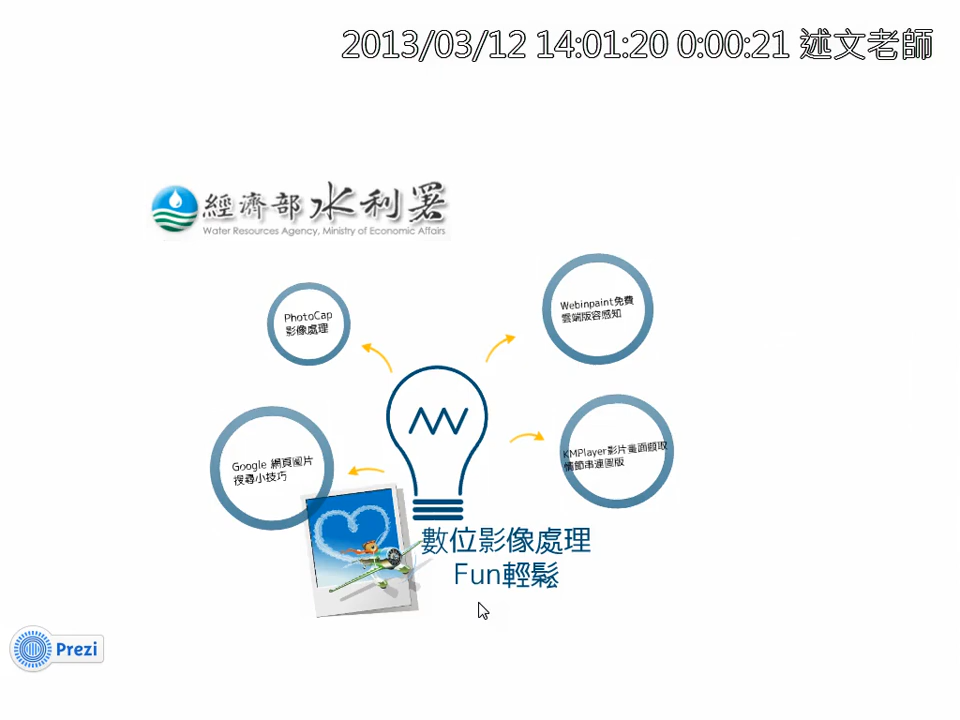 2013/03/12 14:01:20 0:00:21 述文老師
經濟部水利署
Water Resources Agency, Ministry of Economic Affairs
PhotoCap
影像處理
Webinpaint免費
雲端版容感知
Google 網頁圖片
搜尋小技巧
KMPlayer影片畫面擷取
情節串連圖版
數位影像處理
Fun輕鬆
Prezi